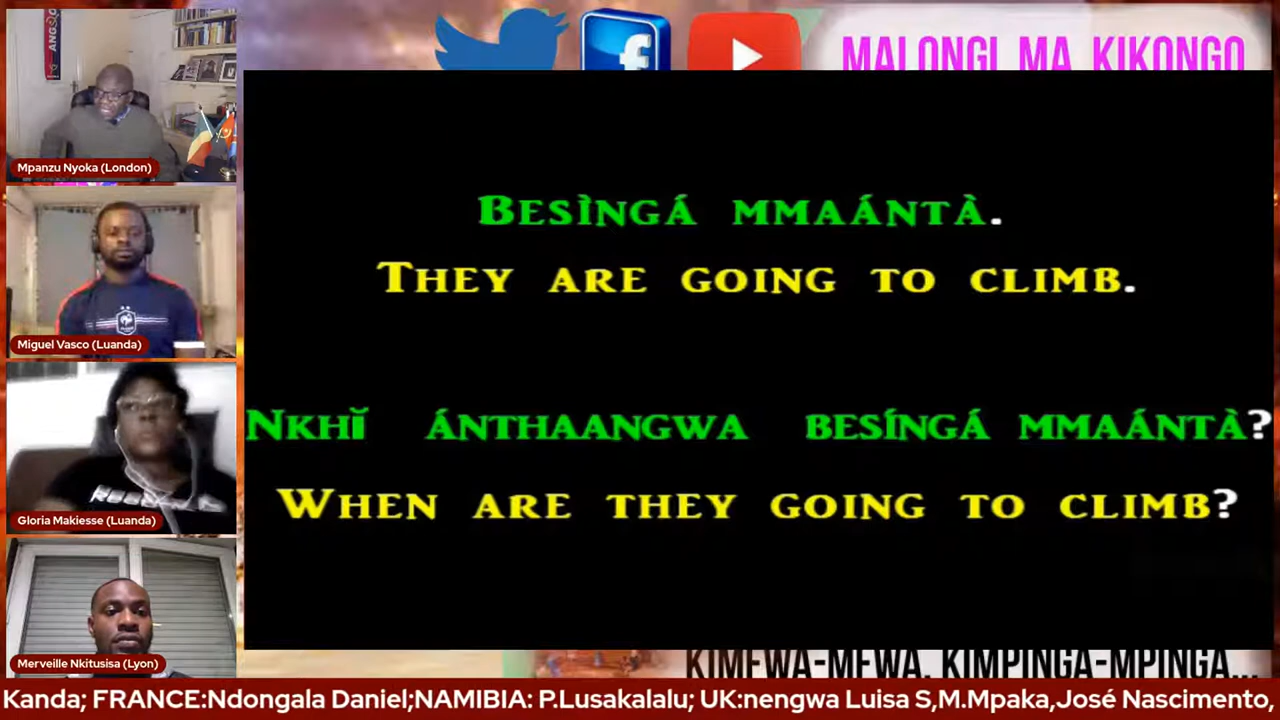 MALONGI MA KIKONGO
ANGO
Mpanzu Nyoka (London)
BESÌNGÁ MMAÁNTÀ.
THEY ARE GOING TO CLIMB.
Miguel Vasco (Luanda)
NKHĬ ÁNTHAANGWA BESÍNGÁ MMAÁNTÀ?
WHEN ARE THEY GOING TO CLIMB?
Gloria Makiesse (Luanda)
Merveille Nkitusisa (Lyon)
KIMFWA-MFWA, KIMPINGA-MPINGA...
Kanda; FRANCE:Ndongala Daniel;NAMIBIA: P.Lusakalalu; UK:nengwa Luisa S,M.Mpaka,José Nascimento,